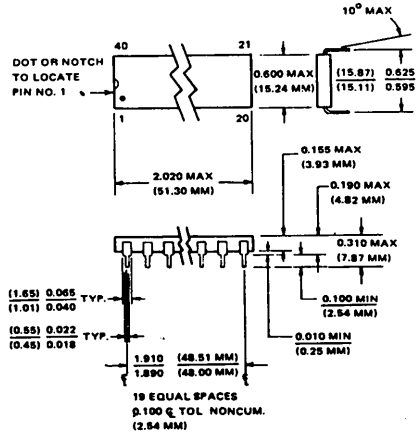 10° MAX
40 21
DOT OR NOTCH
TO LOCATE
PIN NO. 1
0.600 MAX
(15.24 MM)
(15.87) 0.625
(15.11) 0.595
1 20
2.020 MAX
(51.30 MM)
0.155 MAX
(3.93 MM)
0.190 MAX
(4.82 MM)
0.310 MAX
(7.87 MM)
(1.65) 0.065 TYP.
(1.01) 0.040
0.100 MIN
(2.54 MM)
(0.55) 0.022 TYP.
(0.45) 0.018
0.010 MIN
(0.25 MM)
1.910 (48.51 MM)
1.890 (48.00 MM)
℄ ℄
19 EQUAL SPACES
0.100 ℄ TOL NONCUM.
(2.54 MM)